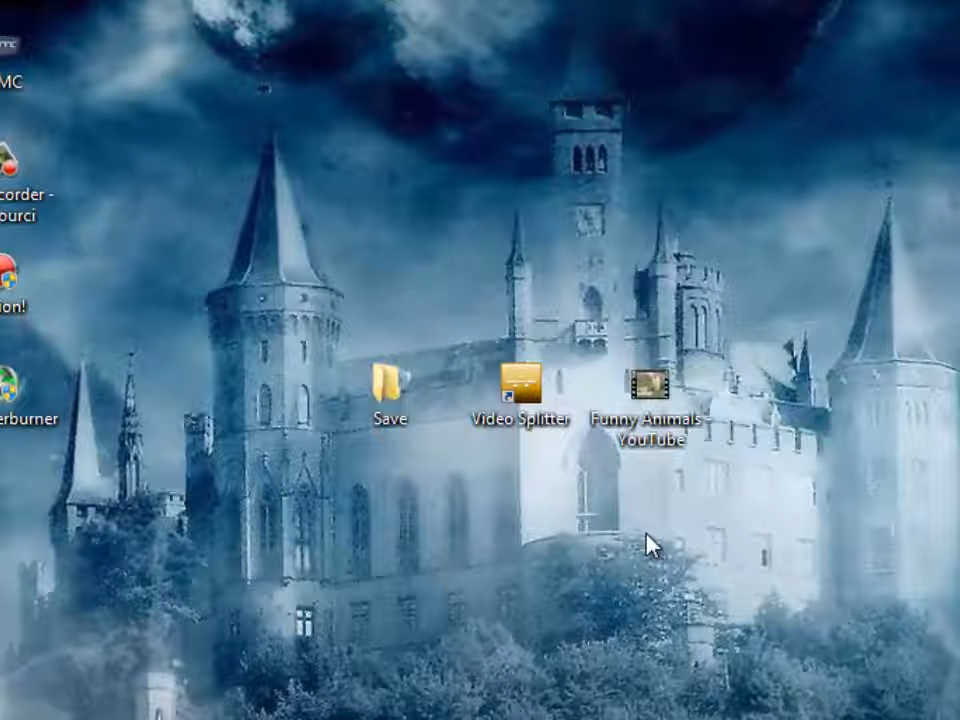 MC
corder -
ourci
ion!
erburner
Save
Video Splitter
Funny Animals -
YouTube